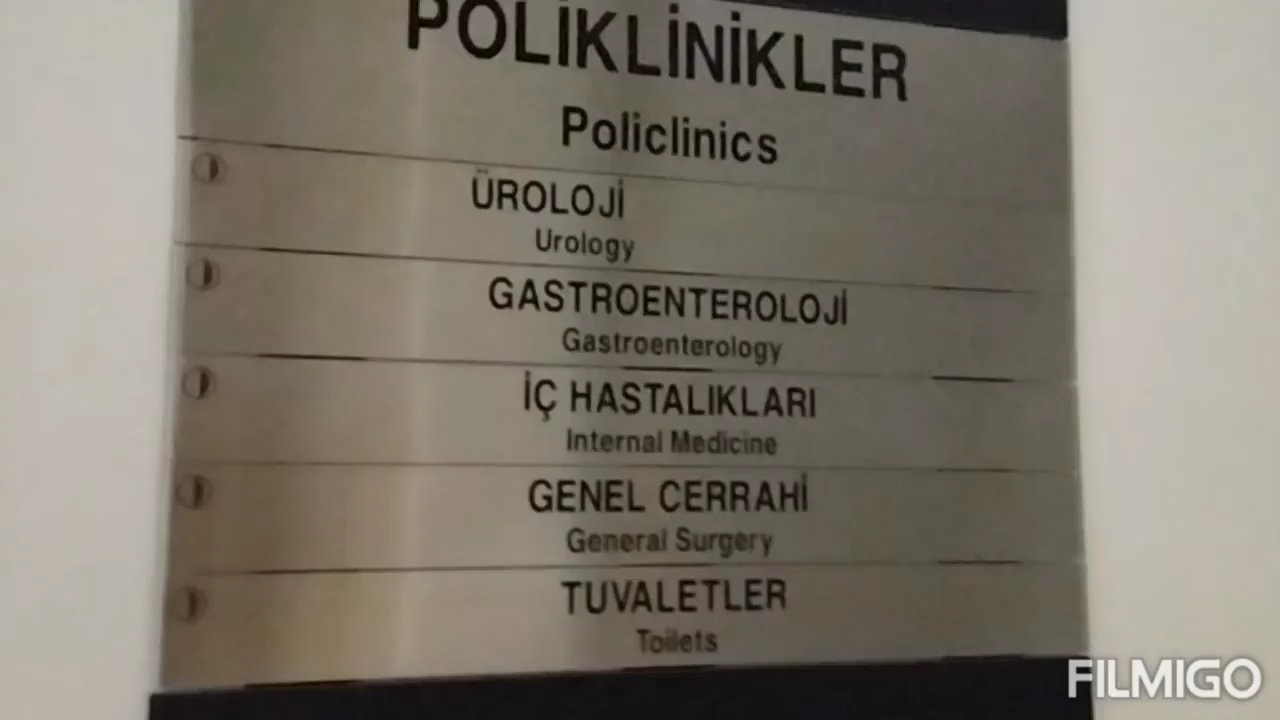 POLİKLİNİKLER
Policlinics
ÜROLOJİ
Urology
GASTROENTEROLOJİ
Gastroenterology
İÇ HASTALIKLARI
Internal Medicine
GENEL CERRAHİ
General Surgery
TUVALETLER
Toilets
FILMIGO